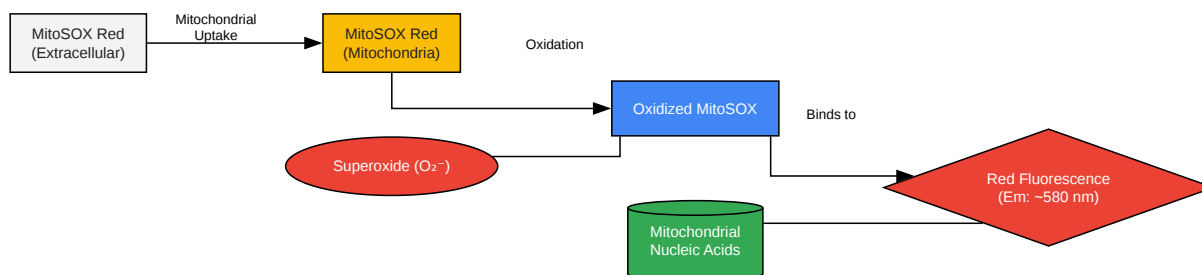 MitoSOX Red
(Extracellular)
Mitochondrial
Uptake
MitoSOX Red
(Mitochondria)
Oxidation
Oxidized MitoSOX
Superoxide (O₂⁻)
Binds to
Red Fluorescence
(Em: ~580 nm)
Mitochondrial
Nucleic Acids